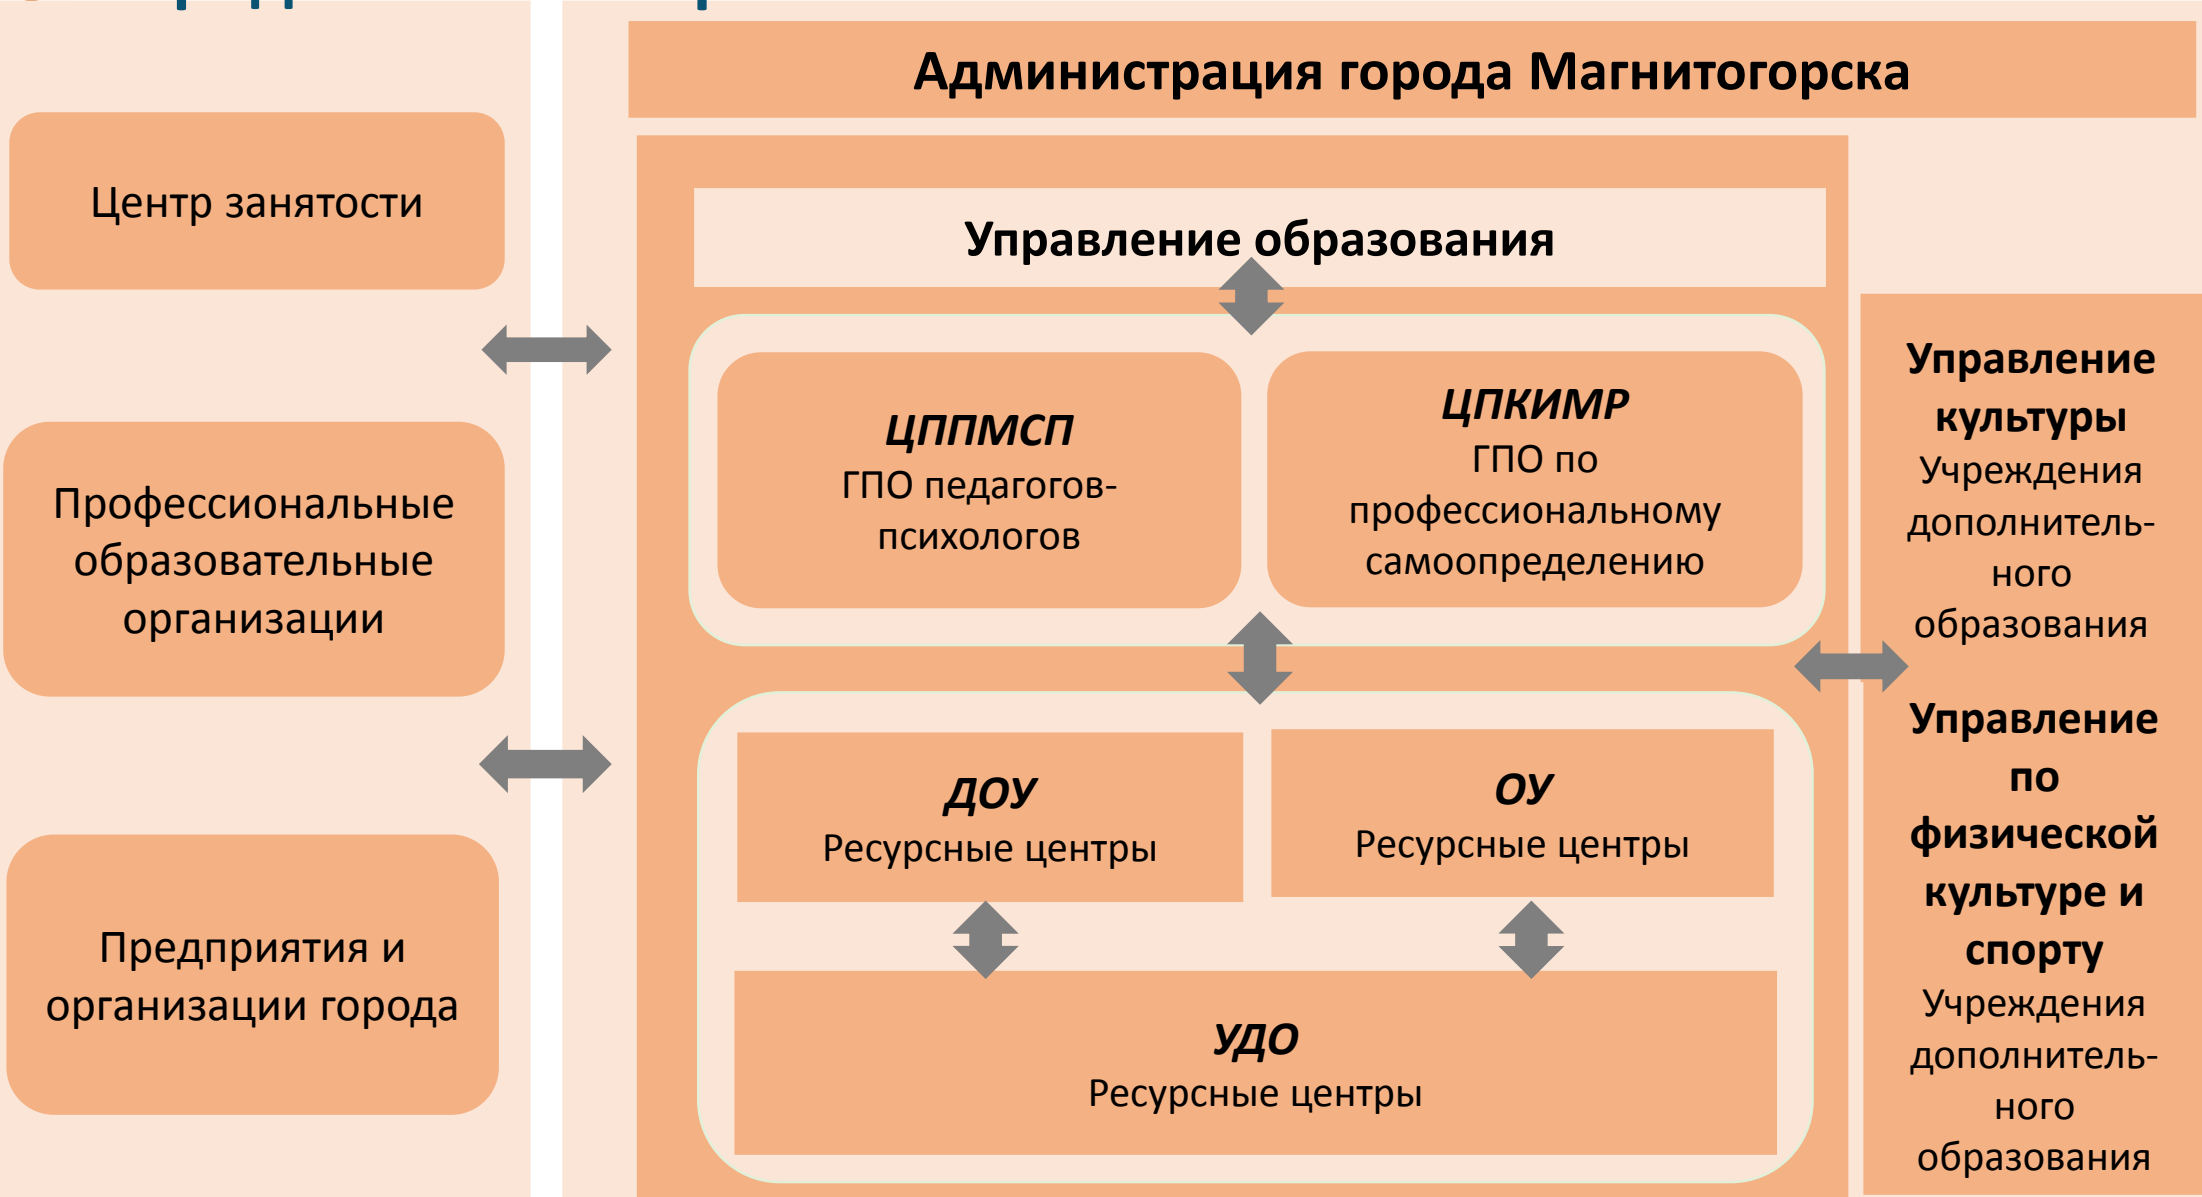 Администрация города Магнитогорска
Центр занятости
Профессиональные
образовательные
организации
Предприятия и
организации города
Управление образования
ЦППМСП
ГПО педагогов-
психологов
ЦПКИМР
ГПО по
профессиональному
самоопределению
ДОУ
Ресурсные центры
ОУ
Ресурсные центры
УДО
Ресурсные центры
Управление
культуры
Учреждения
дополнитель-
ного
образования
Управление
по
физической
культуре и
спорту
Учреждения
дополнитель-
ного
образования